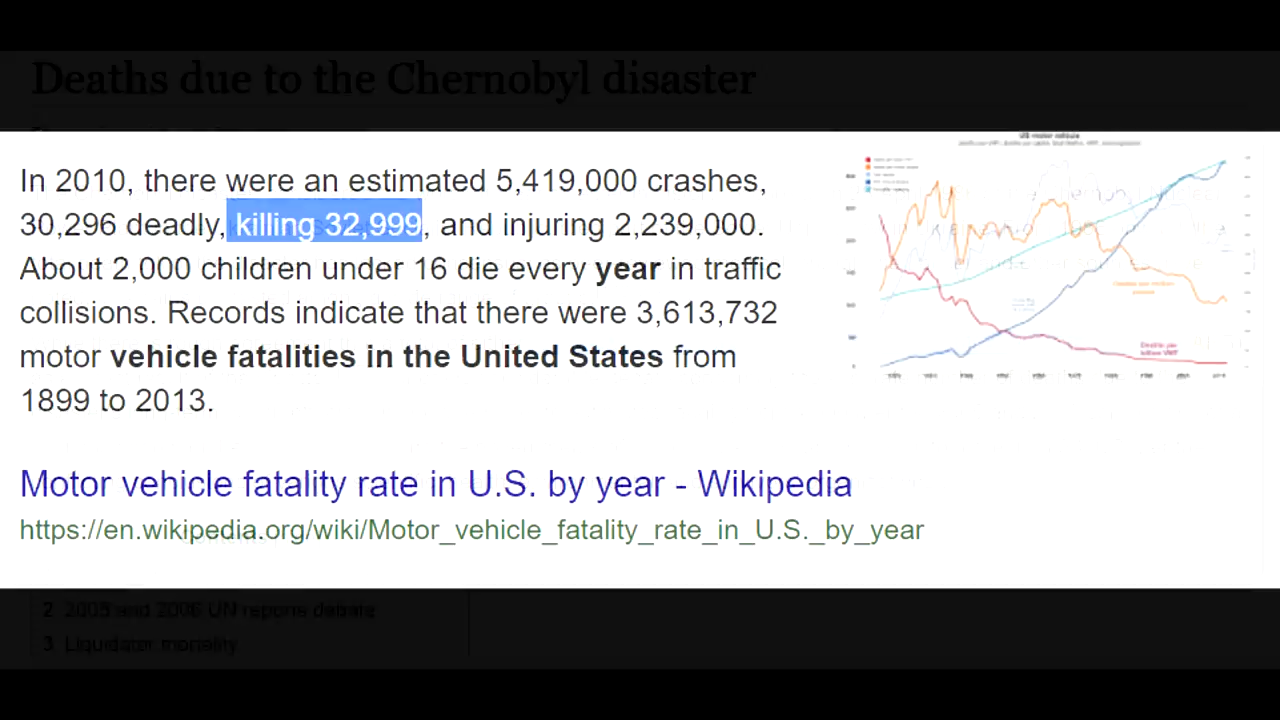 Deaths due to the Chernobyl disaster
In 2010, there were an estimated 5,419,000 crashes,
30,296 deadly, killing 32,999, and injuring 2,239,000.
About 2,000 children under 16 die every year in traffic
collisions. Records indicate that there were 3,613,732
motor vehicle fatalities in the United States from
1899 to 2013.
Motor vehicle fatality rate in U.S. by year - Wikipedia
https://en.wikipedia.org/wiki/Motor_vehicle_fatality_rate_in_U.S._by_year
2 2005 and 2006 UN reports debate
3 Liquidator mortality